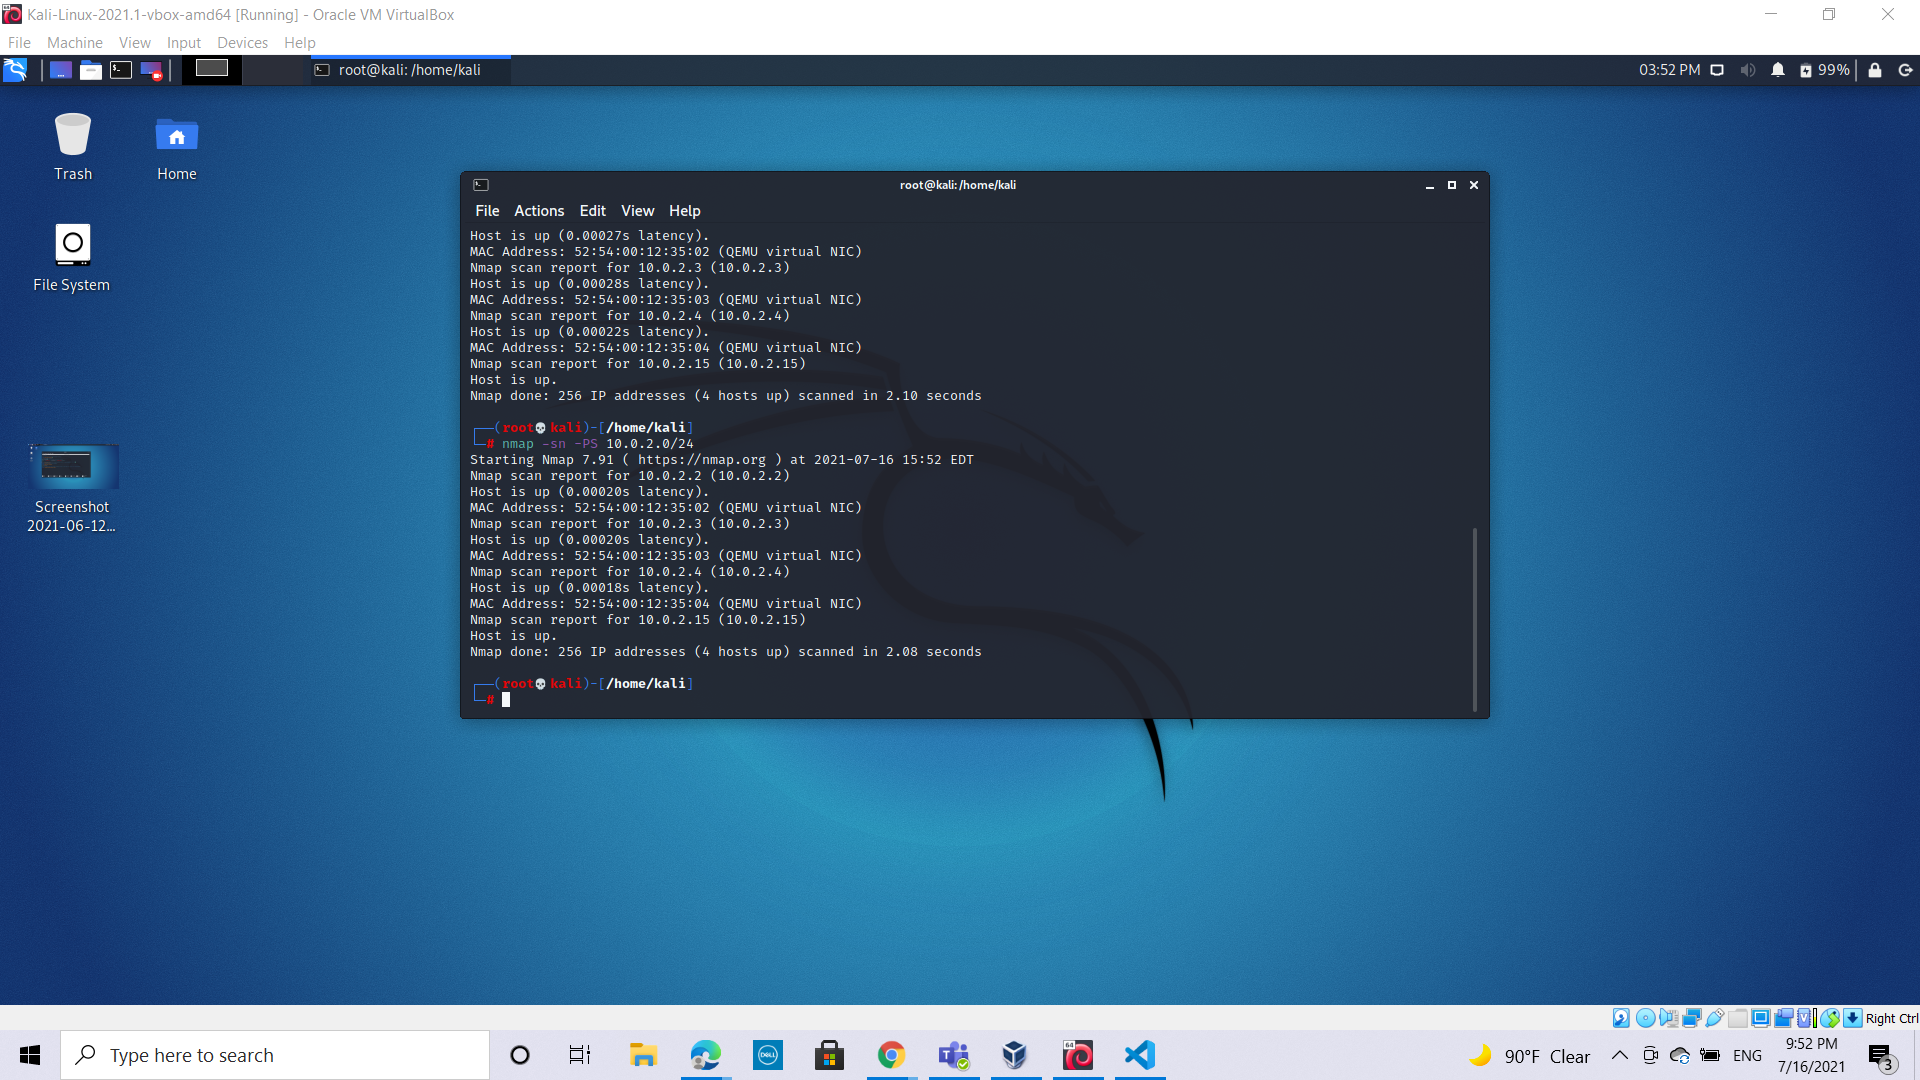 Kali-Linux-2021.1-vbox-amd64 [Running] - Oracle VM VirtualBox
File Machine View Input Devices Help
root@kali: /home/kali
03:52 PM
99%
Trash
Home
File System
Screenshot
2021-06-12...
root@kali: /home/kali
File Actions Edit View Help
Host is up (0.00027s latency).
MAC Address: 52:54:00:12:35:02 (QEMU virtual NIC)
Nmap scan report for 10.0.2.3 (10.0.2.3)
Host is up (0.00028s latency).
MAC Address: 52:54:00:12:35:03 (QEMU virtual NIC)
Nmap scan report for 10.0.2.4 (10.0.2.4)
Host is up (0.00022s latency).
MAC Address: 52:54:00:12:35:04 (QEMU virtual NIC)
Nmap scan report for 10.0.2.15 (10.0.2.15)
Host is up.
Nmap done: 256 IP addresses (4 hosts up) scanned in 2.10 seconds
(root💀kali)-[/home/kali]
# nmap -sn -PS 10.0.2.0/24
Starting Nmap 7.91 ( https://nmap.org ) at 2021-07-16 15:52 EDT
Nmap scan report for 10.0.2.2 (10.0.2.2)
Host is up (0.00020s latency).
MAC Address: 52:54:00:12:35:02 (QEMU virtual NIC)
Nmap scan report for 10.0.2.3 (10.0.2.3)
Host is up (0.00020s latency).
MAC Address: 52:54:00:12:35:03 (QEMU virtual NIC)
Nmap scan report for 10.0.2.4 (10.0.2.4)
Host is up (0.00018s latency).
MAC Address: 52:54:00:12:35:04 (QEMU virtual NIC)
Nmap scan report for 10.0.2.15 (10.0.2.15)
Host is up.
Nmap done: 256 IP addresses (4 hosts up) scanned in 2.08 seconds
(root💀kali)-[/home/kali]
#
Right Ctrl
Type here to search
DELL
64
90°F Clear
ENG
9:52 PM
7/16/2021
3